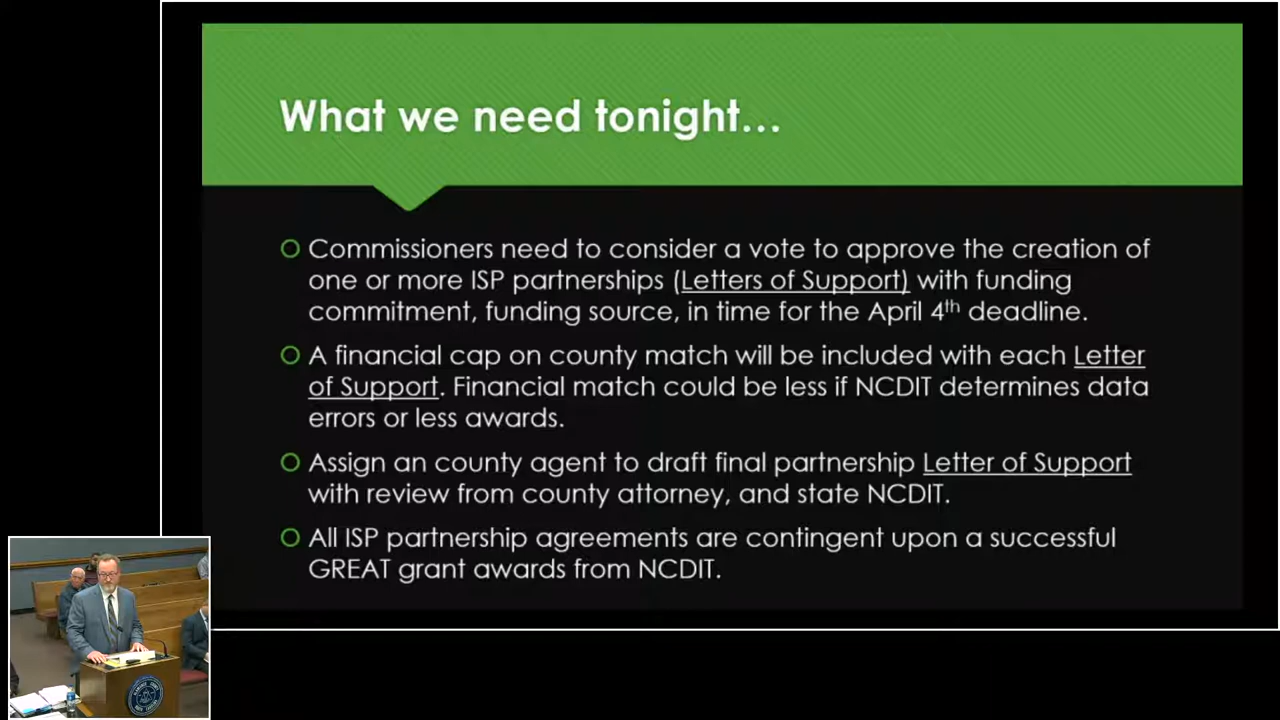 What we need tonight...
Commissioners need to consider a vote to approve the creation of
one or more ISP partnerships (Letters of Support) with funding
commitment, funding source, in time for the April 4th deadline.
A financial cap on county match will be included with each Letter
of Support. Financial match could be less if NCDIT determines data
errors or less awards.
Assign an county agent to draft final partnership Letter of Support
with review from county attorney, and state NCDIT.
All ISP partnership agreements are contingent upon a successful
GREAT grant awards from NCDIT.